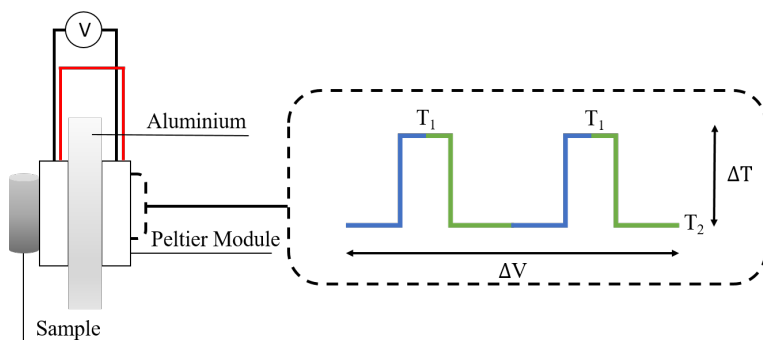 V
Aluminium
T1
T1
ΔT
T2
Peltier Module
ΔV
Sample